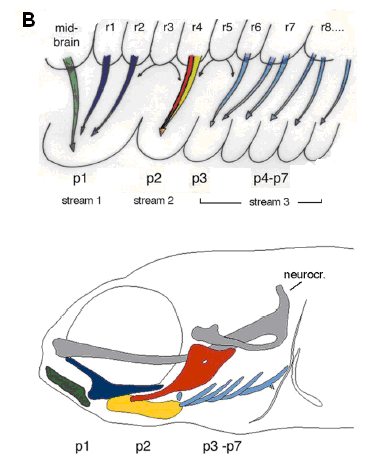 B
mid-
brain r1 r2 r3 r4 r5 r6 r7 r8....
p1 p2 p3 p4-p7
stream 1 stream 2 stream 3
neurocr.
p1 p2 p3 -p7